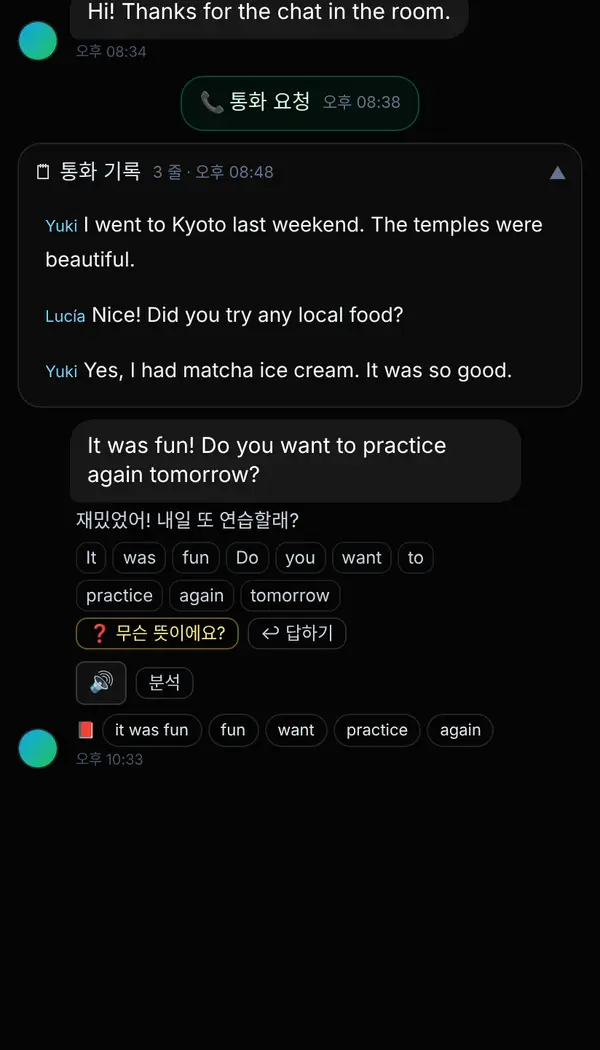 Hi! Thanks for the chat in the room.
오후 08:34
통화 요청 오후 08:38
통화 기록 3 줄 · 오후 08:48
Yuki I went to Kyoto last weekend. The temples were
beautiful.
Lucía Nice! Did you try any local food?
Yuki Yes, I had matcha ice cream. It was so good.
It was fun! Do you want to practice
again tomorrow?
재밌었어! 내일 또 연습할래?
It was fun Do you want to
practice again tomorrow
무슨 뜻이에요? 답하기
분석
it was fun fun want practice again
오후 10:33